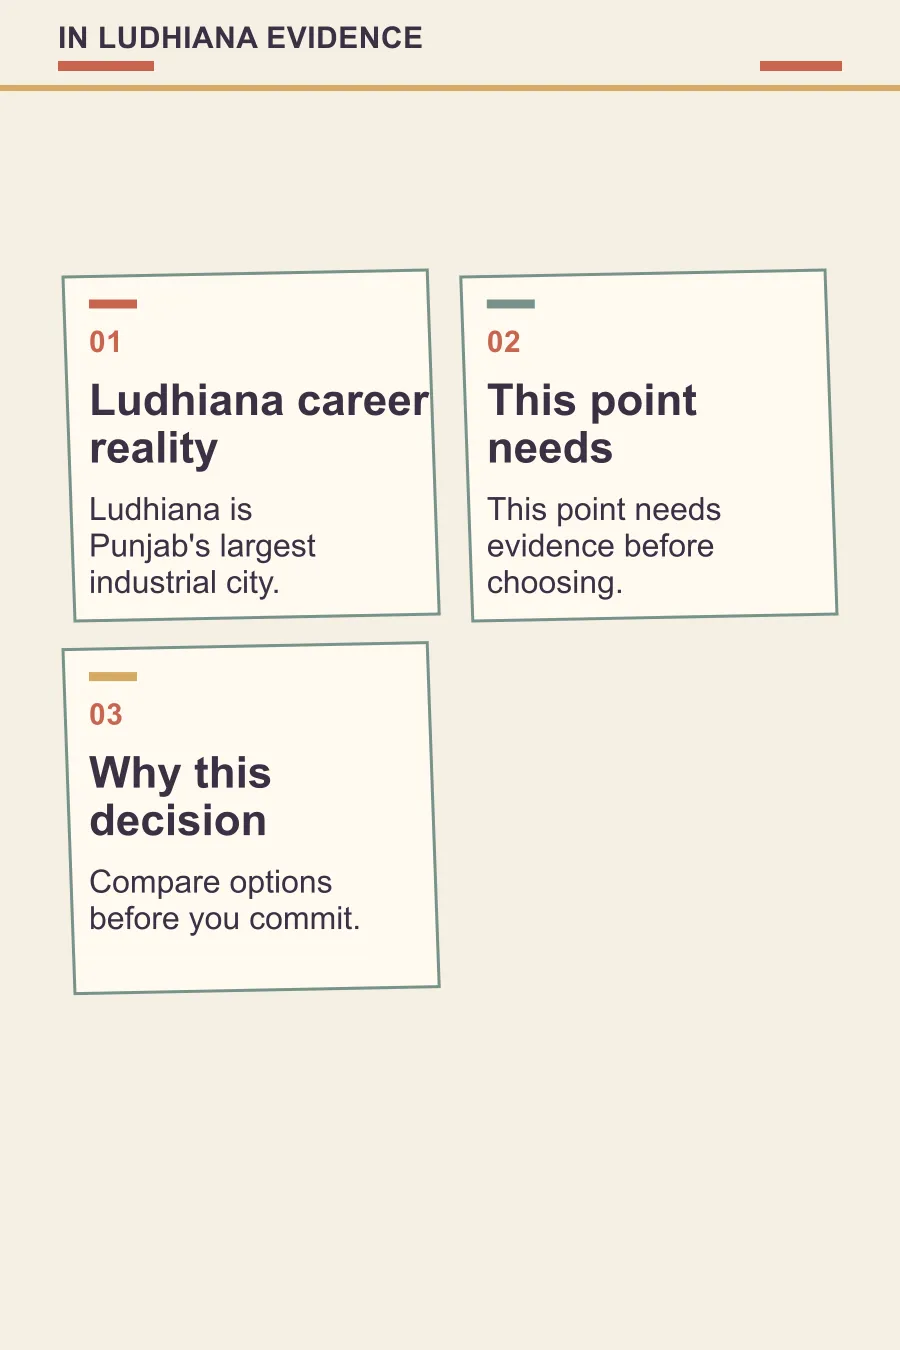 IN LUDHIANA EVIDENCE
01
Ludhiana career
reality
Ludhiana is
Punjab's largest
industrial city.
02
This point
needs
This point needs
evidence before
choosing.
03
Why this
decision
Compare options
before you commit.